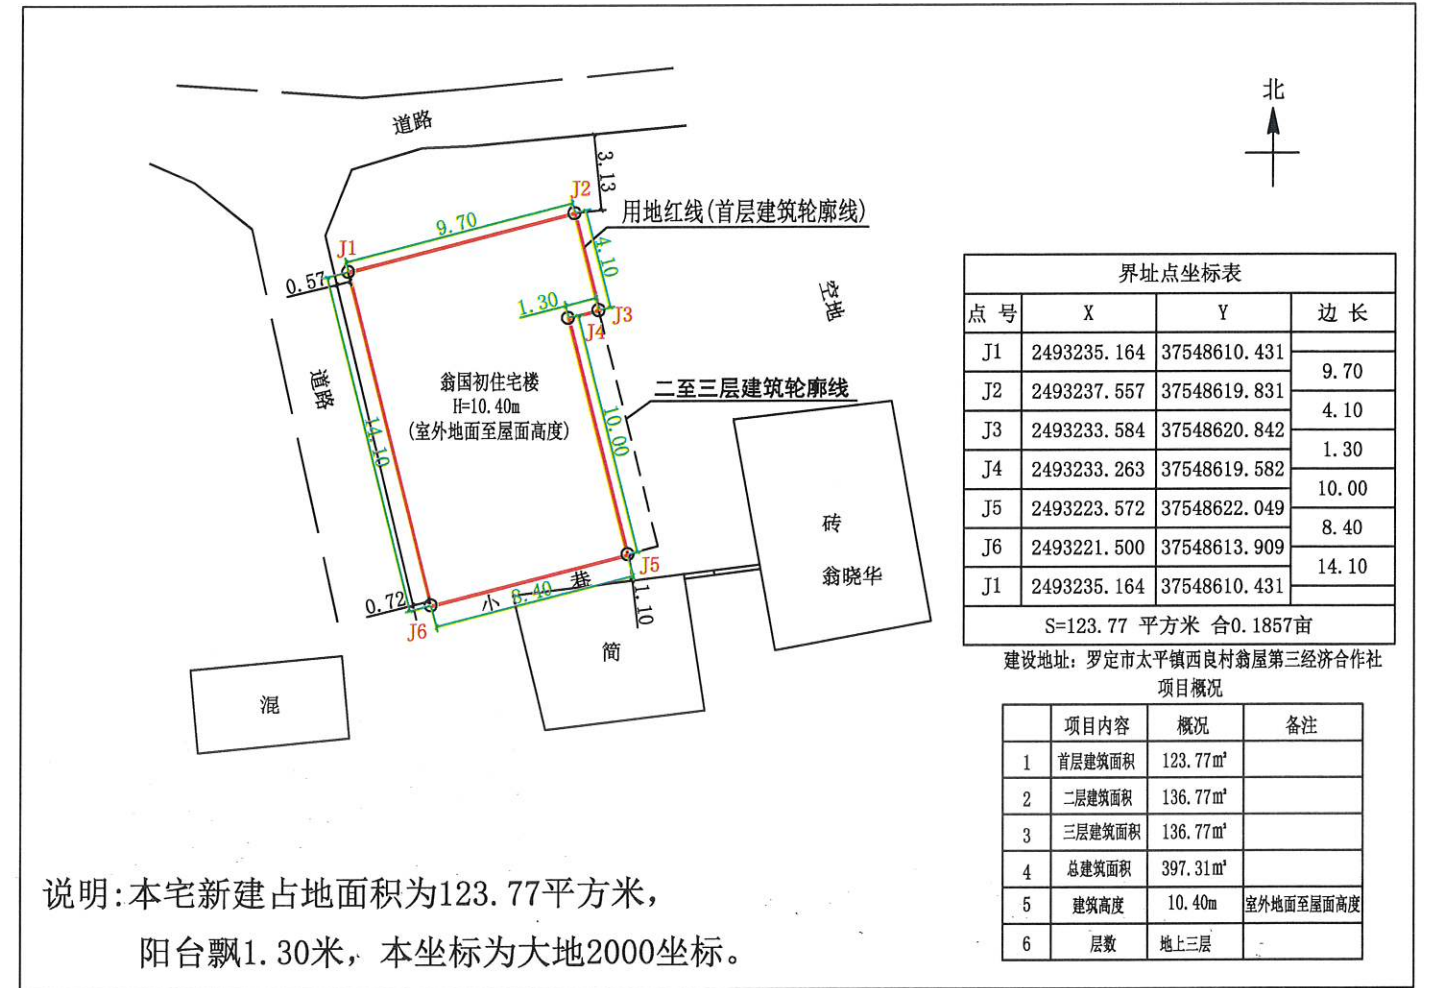 北
道路
3.13
J2
用地红线(首层建筑轮廓线)
9.70
J1
4.10
0.57
1.30
J3
J4
空地
道路
翁国初住宅楼
H=10.40m
(室外地面至屋面高度)
二至三层建筑轮廓线
14.10
10.00
砖
翁晓华
J5
小巷
8.40
1.10
0.72
J6
简
混
界址点坐标表
点 号 X Y 边 长
J1 2493235.164 37548610.431
9.70
J2 2493237.557 37548619.831
4.10
J3 2493233.584 37548620.842
1.30
J4 2493233.263 37548619.582
10.00
J5 2493223.572 37548622.049
8.40
J6 2493221.500 37548613.909
14.10
J1 2493235.164 37548610.431
S=123.77 平方米 合0.1857亩
建设地址: 罗定市太平镇西良村翁屋第三经济合作社
项目概况
项目内容 概况 备注
1 首层建筑面积 123.77㎡
2 二层建筑面积 136.77㎡
3 三层建筑面积 136.77㎡
4 总建筑面积 397.31㎡
5 建筑高度 10.40m 室外地面至屋面高度
6 层数 地上三层
说明:本宅新建占地面积为123.77平方米，
阳台飘1.30米，本坐标为大地2000坐标。